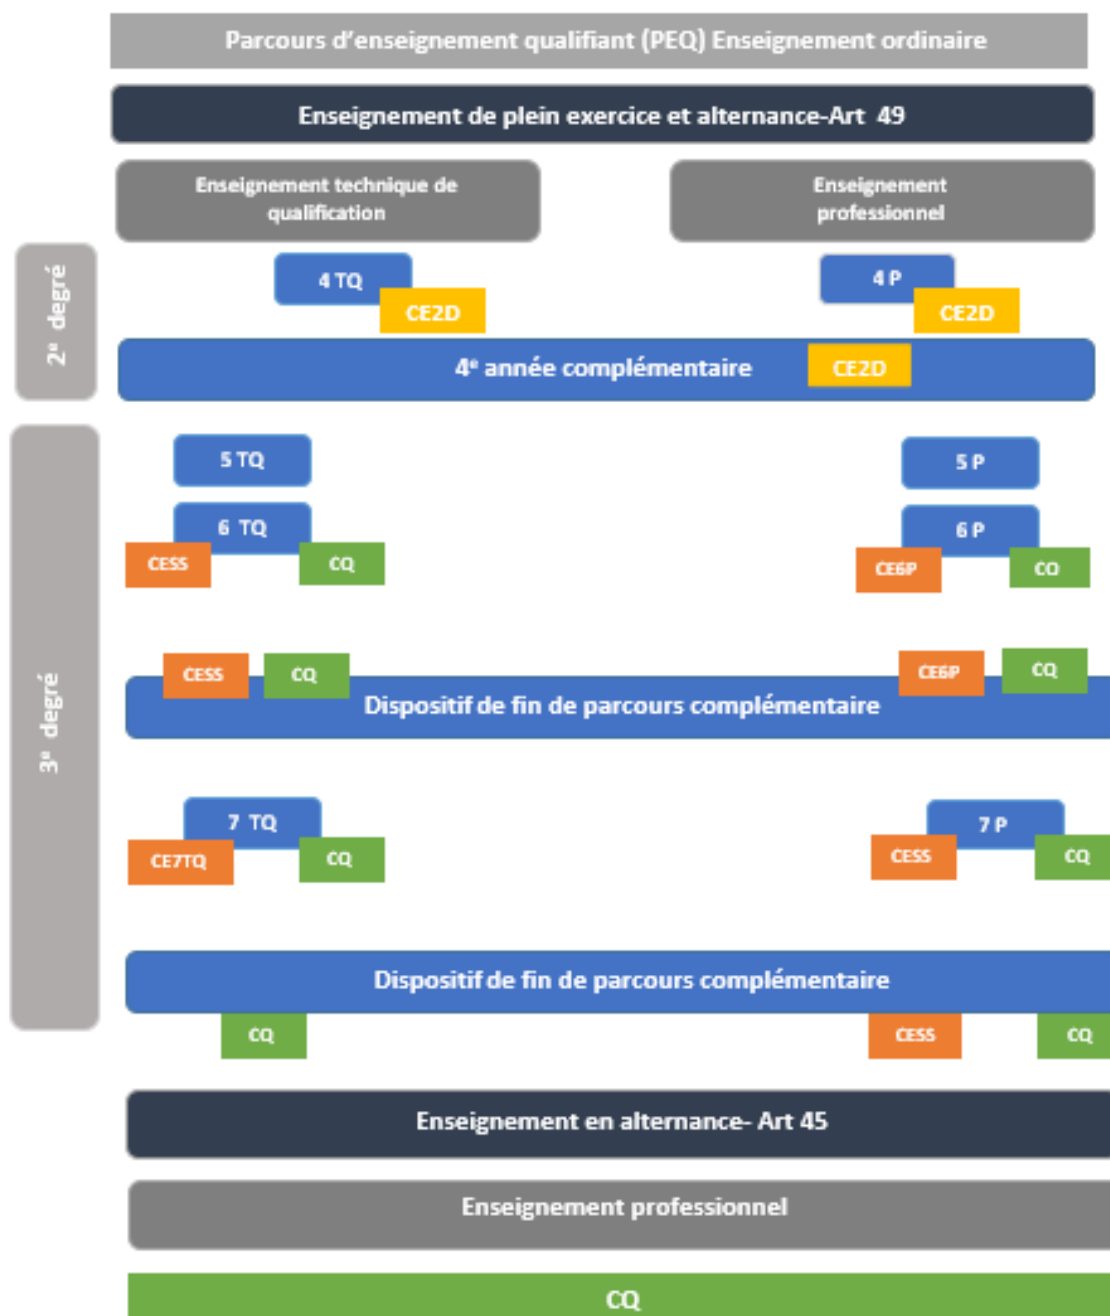 Parcours d'enseignement qualifiant (PEQ) Enseignement ordinaire
Enseignement de plein exercice et alternance-Art 49
Enseignement technique de
qualification
Enseignement
professionnel
2e degré
4 TQ
CE2D
4 P
CE2D
4e année complémentaire
CE2D
3e degré
5 TQ
5 P
6 TQ
CESS
CQ
6 P
CE6P
CO
CESS
CQ
CE6P
CQ
Dispositif de fin de parcours complémentaire
7 TQ
CE7TQ
CQ
7 P
CESS
CQ
Dispositif de fin de parcours complémentaire
CQ
CESS
CQ
Enseignement en alternance- Art 45
Enseignement professionnel
CQ